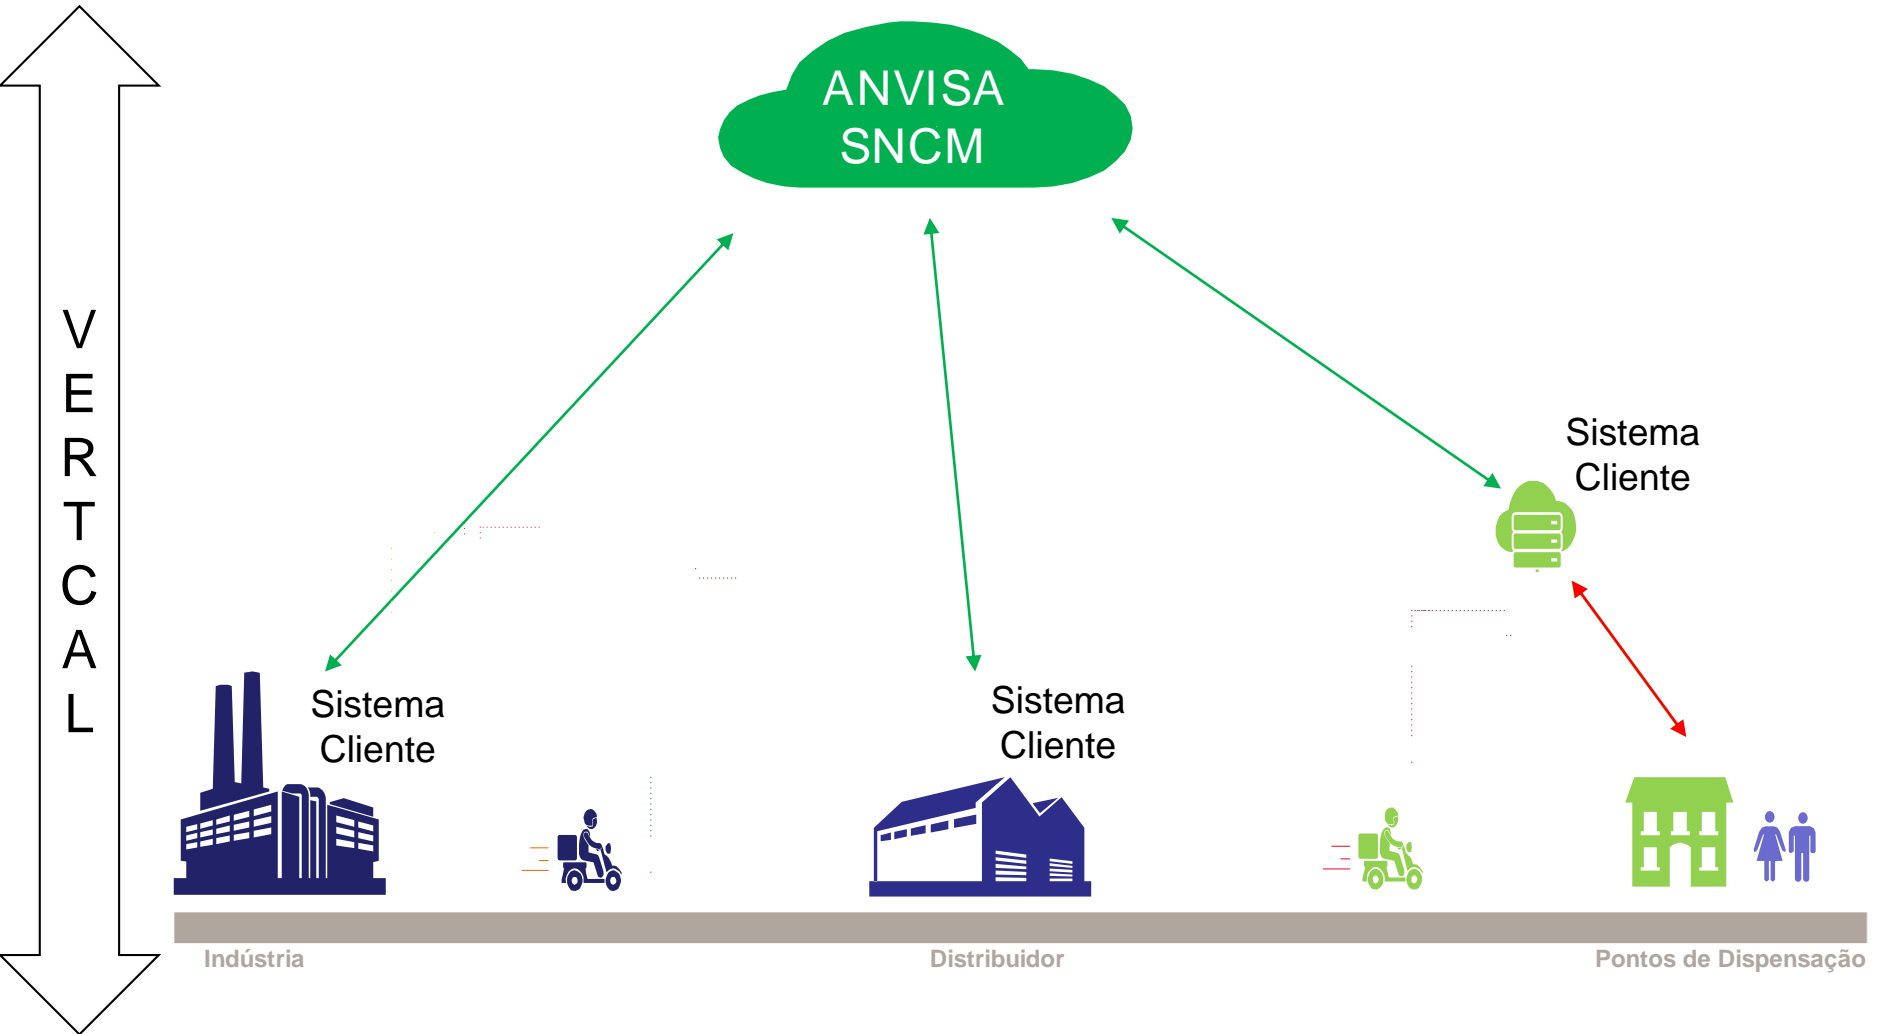 ANVISA
SNCM
V
E
R
T
C
A
L
Sistema
Cliente
Sistema
Cliente
Sistema
Cliente
Indústria
Distribuidor
Pontos de Dispensação